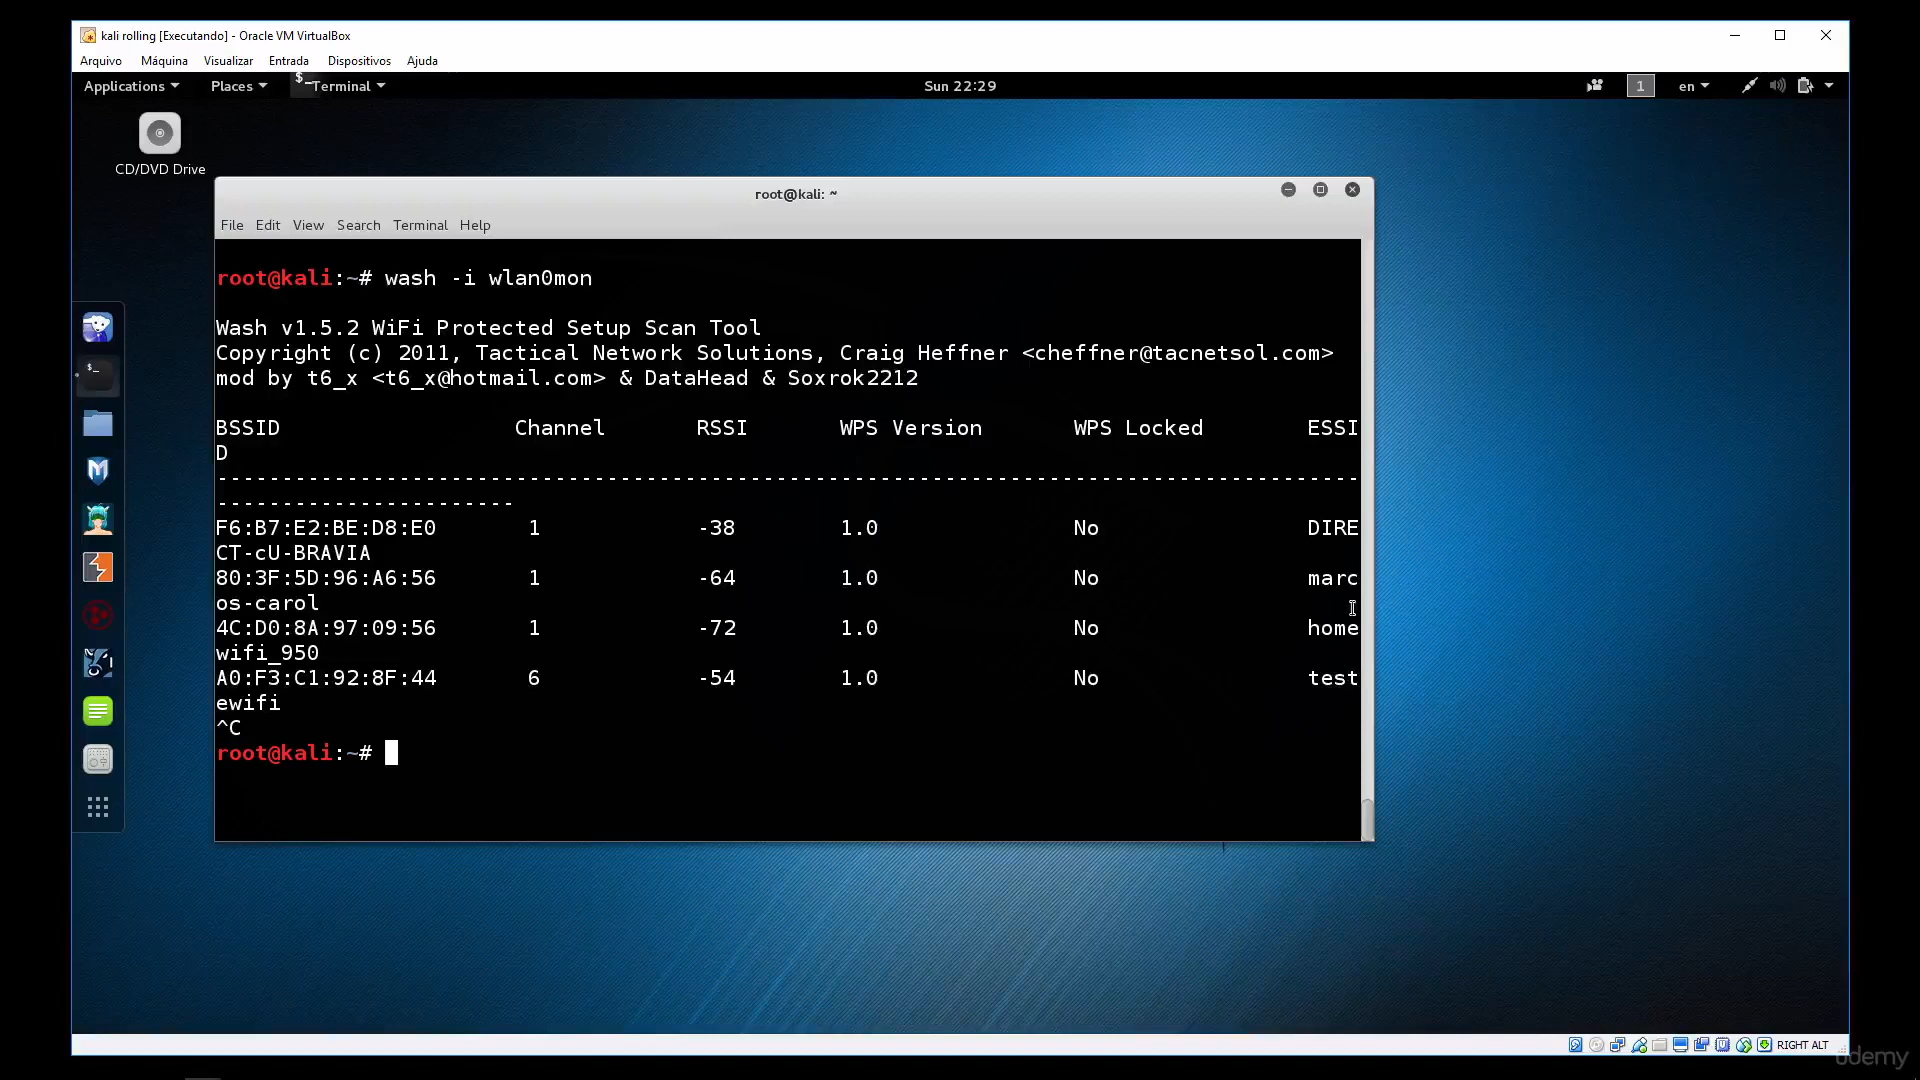 kali rolling [Executando] - Oracle VM VirtualBox
Arquivo Máquina Visualizar Entrada Dispositivos Ajuda
Applications Places Terminal Sun 22:29 1 en
CD/DVD Drive
root@kali: ~
File Edit View Search Terminal Help
root@kali:~# wash -i wlan0mon
Wash v1.5.2 WiFi Protected Setup Scan Tool
Copyright (c) 2011, Tactical Network Solutions, Craig Heffner <cheffner@tacnetsol.com>
mod by t6_x <t6_x@hotmail.com> & DataHead & Soxrok2212
BSSID Channel RSSI WPS Version WPS Locked ESSI
D
----------------------------------------------------------------------------------------
-----------------------
F6:B7:E2:BE:D8:E0 1 -38 1.0 No DIRE
CT-cU-BRAVIA
80:3F:5D:96:A6:56 1 -64 1.0 No marc
os-carol
4C:D0:8A:97:09:56 1 -72 1.0 No home
wifi_950
A0:F3:C1:92:8F:44 6 -54 1.0 No test
ewifi
^C
root@kali:~#
RIGHT ALT
udemy